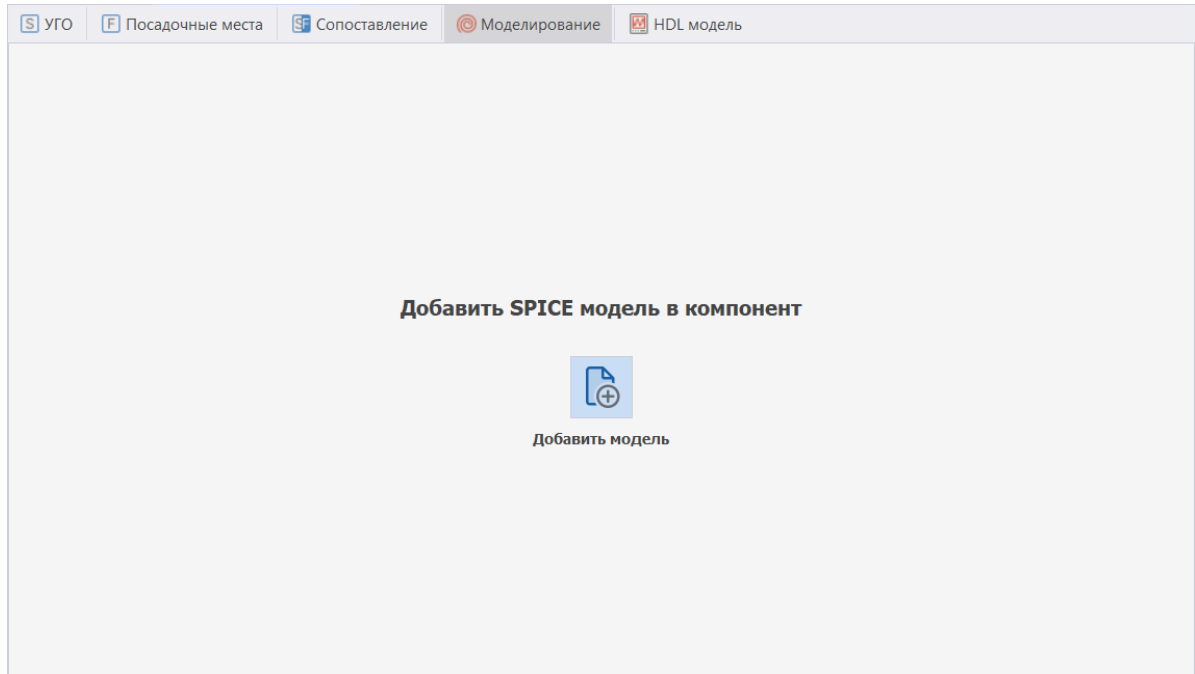 S УГО F Посадочные места SF Сопоставление Моделирование HDL модель
Добавить SPICE модель в компонент
Добавить модель